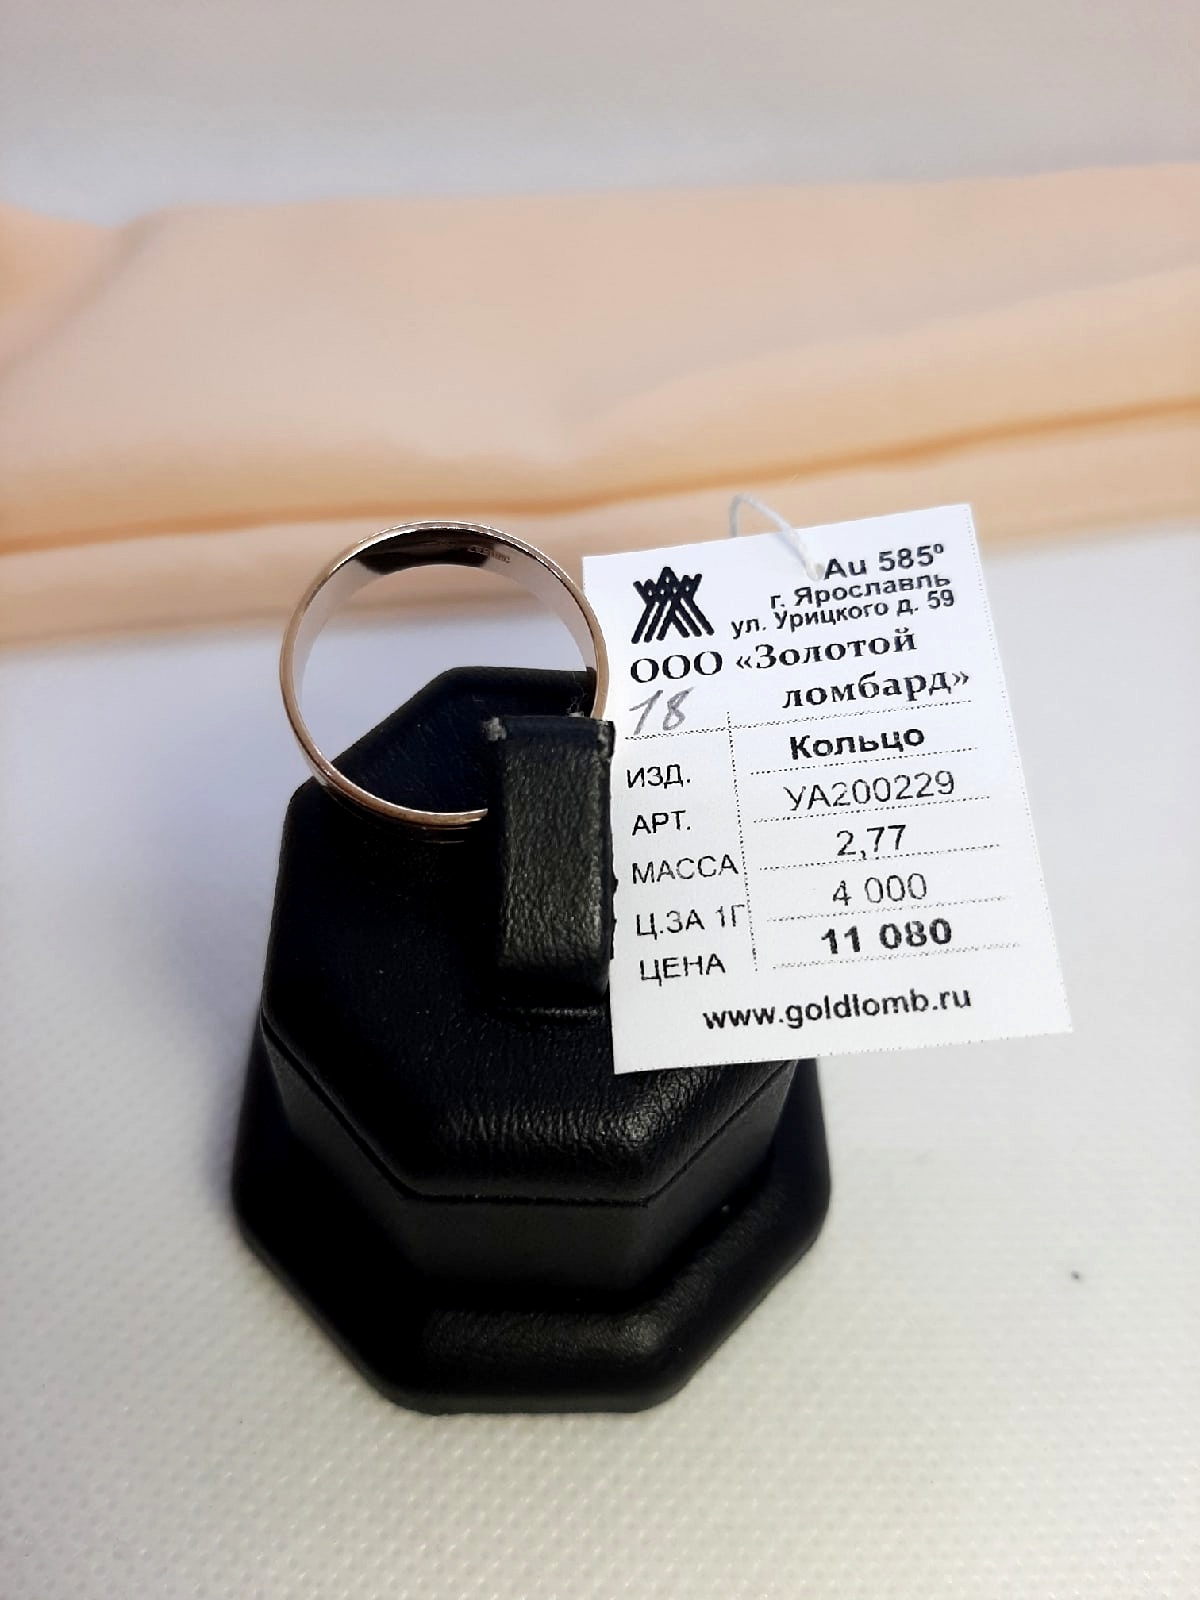 Au 585º
г. Ярославль
ул. Урицкого д. 59
ООО «Золотой
ломбард»
18
ИЗД. Кольцо
АРТ. УА200229
МАССА 2,77
Ц.ЗА 1Г 4 000
ЦЕНА 11 080
www.goldlomb.ru